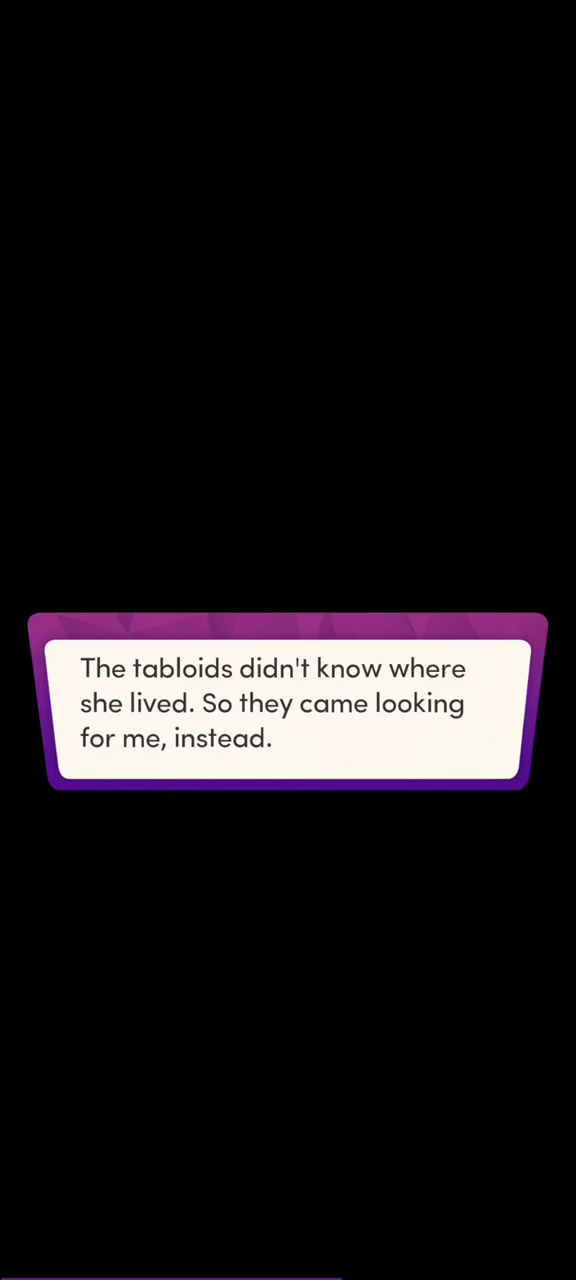 The tabloids didn't know where
she lived. So they came looking
for me, instead.